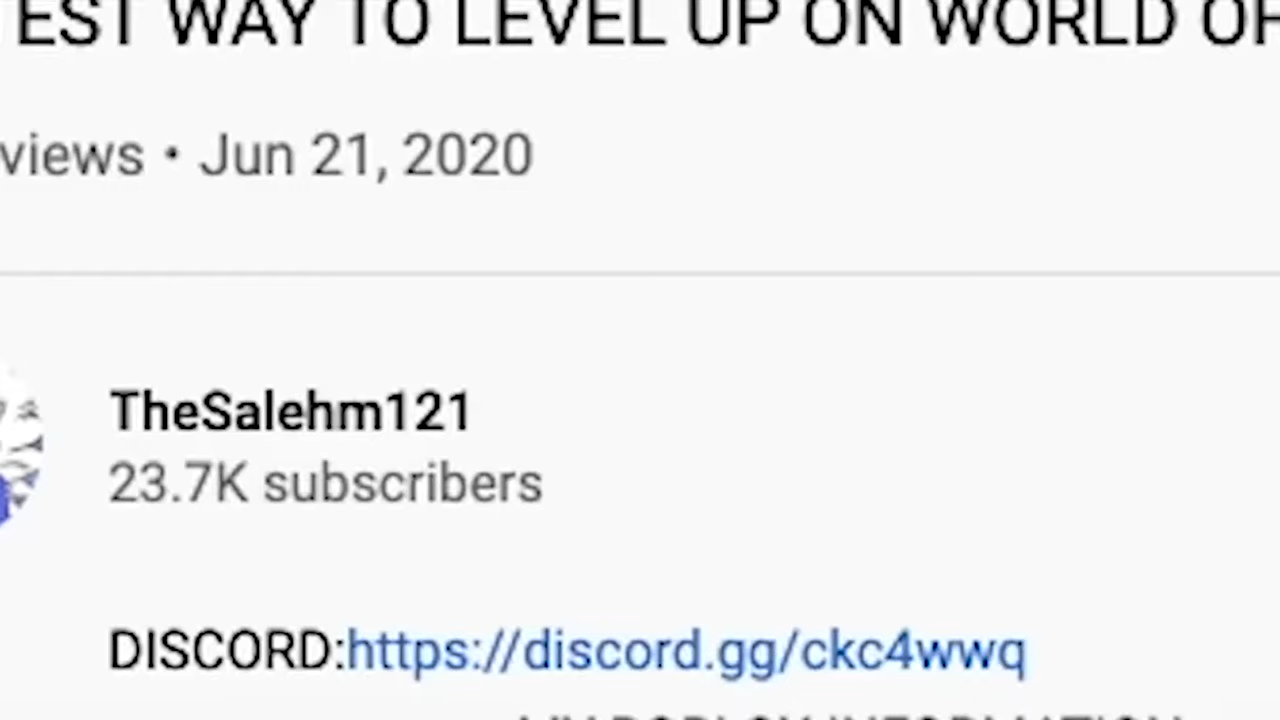 TEST WAY TO LEVEL UP ON WORLD OF
views • Jun 21, 2020
TheSalehm121
23.7K subscribers
DISCORD:https://discord.gg/ckc4wwq